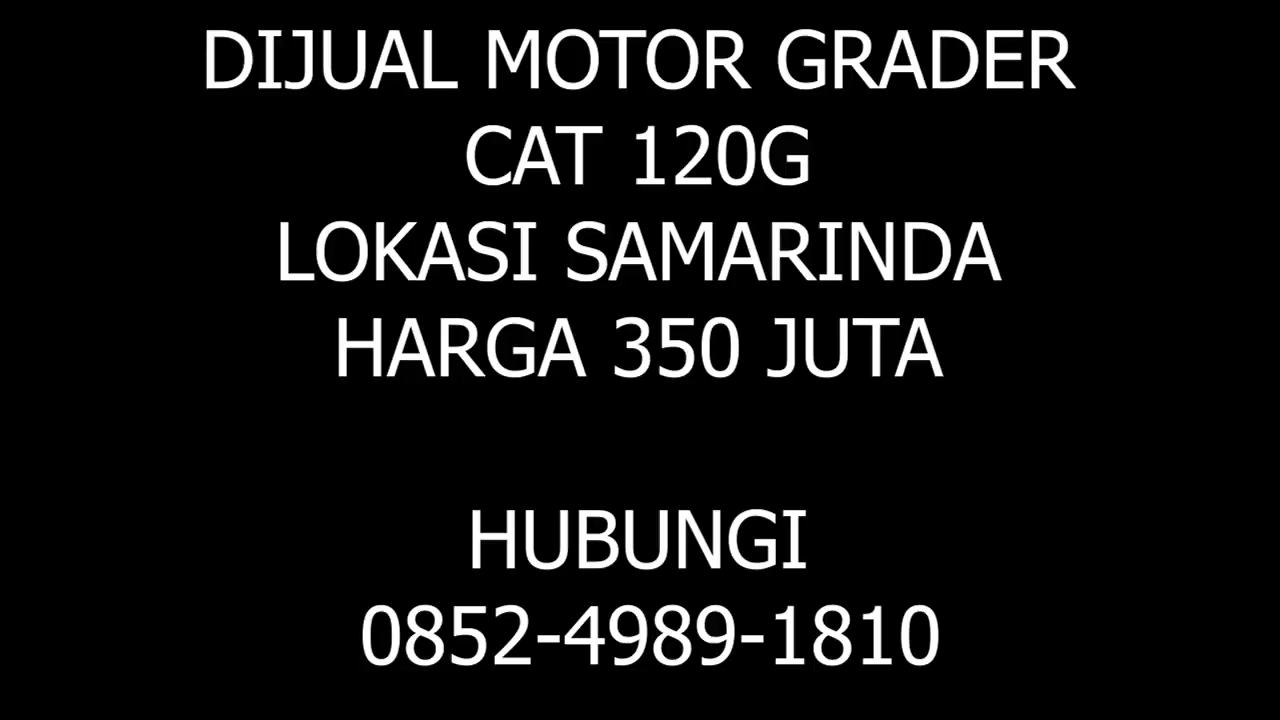 DIJUAL MOTOR GRADER
CAT 120G
LOKASI SAMARINDA
HARGA 350 JUTA
HUBUNGI
0852-4989-1810